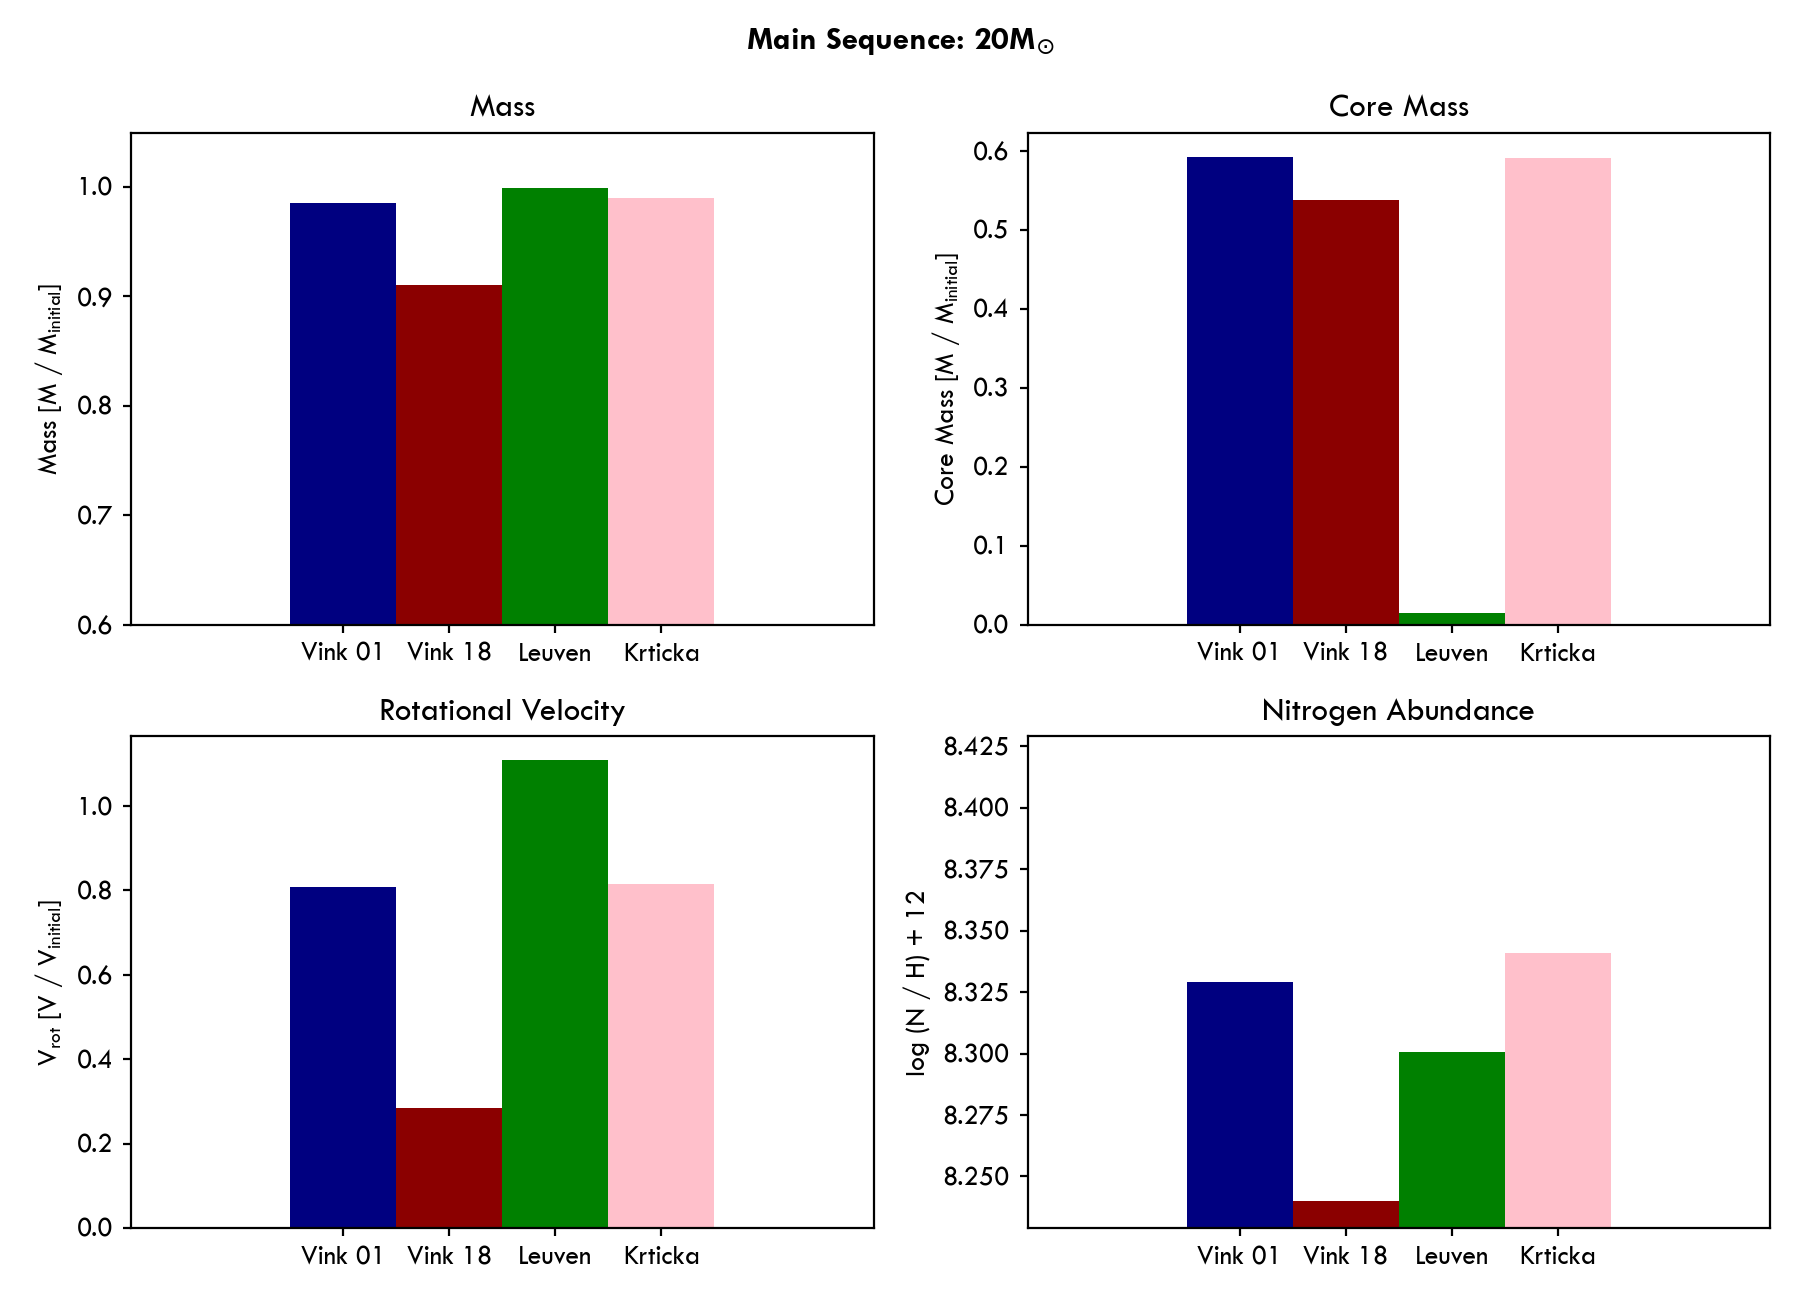 Main Sequence: 20M☉
Mass
Mass [M / Minitial]
1.0
0.9
0.8
0.7
0.6
Vink 01 Vink 18 Leuven Krticka
Core Mass
Core Mass [M / Minitial]
0.6
0.5
0.4
0.3
0.2
0.1
0.0
Vink 01 Vink 18 Leuven Krticka
Rotational Velocity
Vrot [V / Vinitial]
1.0
0.8
0.6
0.4
0.2
0.0
Vink 01 Vink 18 Leuven Krticka
Nitrogen Abundance
log (N / H) + 12
8.425
8.400
8.375
8.350
8.325
8.300
8.275
8.250
Vink 01 Vink 18 Leuven Krticka